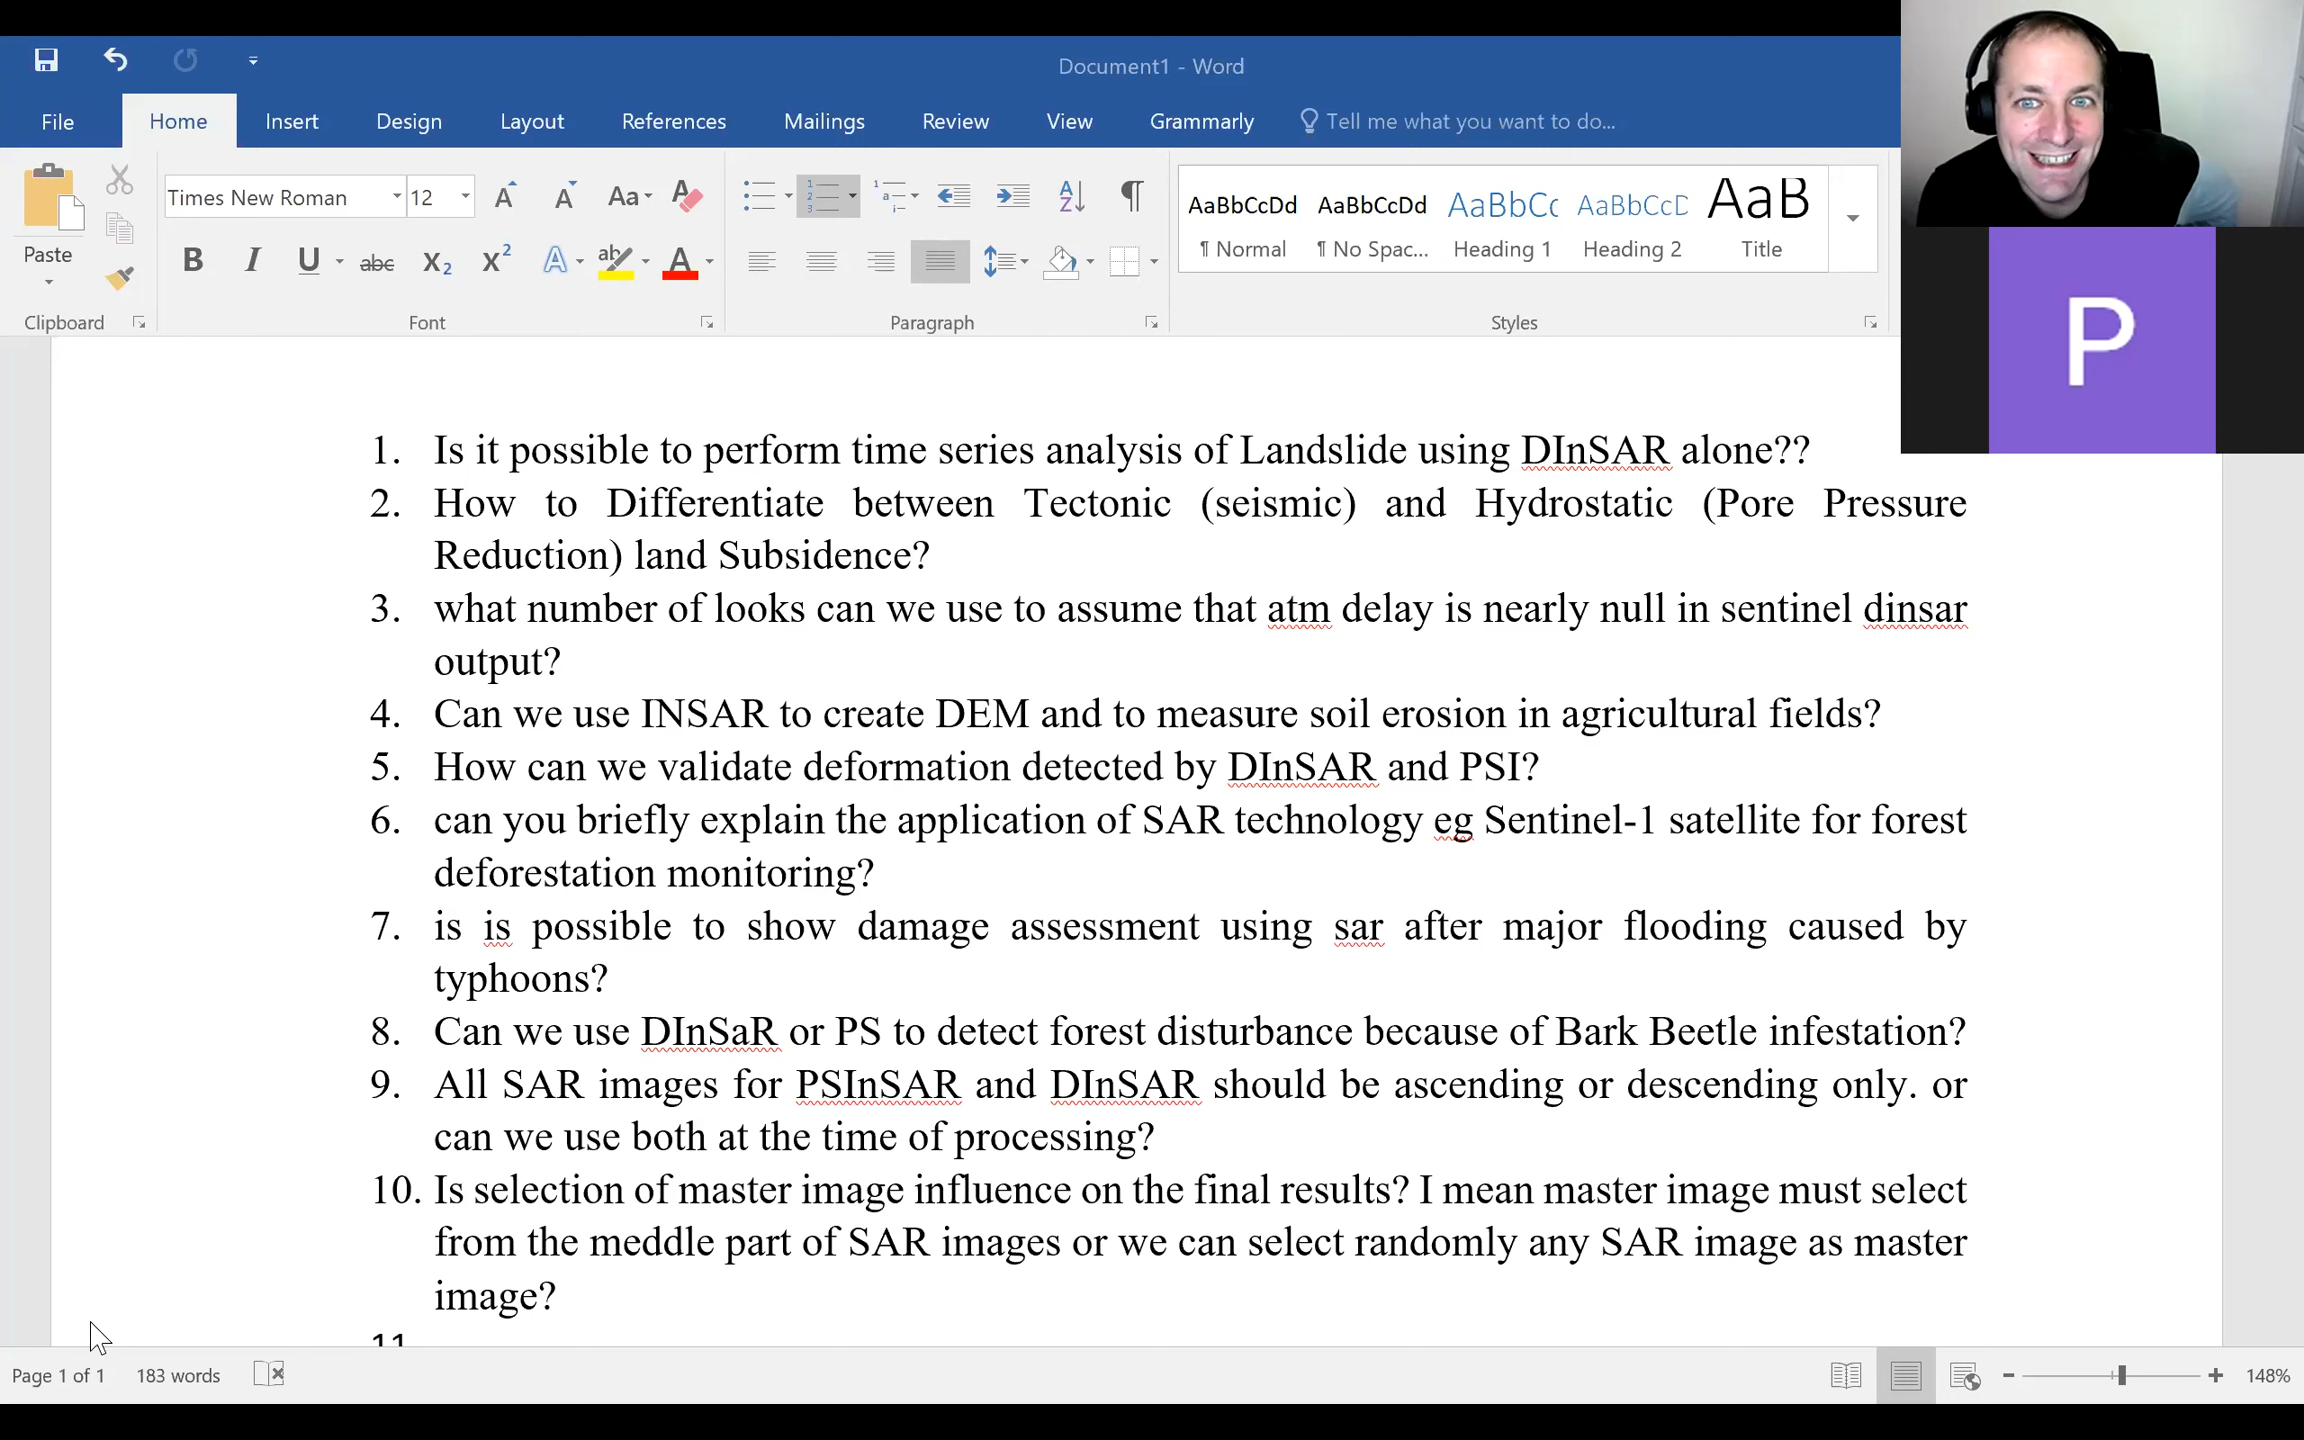 Document1 - Word
File Home Insert Design Layout References Mailings Review View Grammarly Tell me what you want to do...
Paste
Clipboard
Times New Roman 12
Aa
B I U abc X2 X2 A ab A
Font
Paragraph
AaBbCcDd AaBbCcDd AaBbCc AaBbCcD AaB
¶ Normal ¶ No Spac... Heading 1 Heading 2 Title
Styles
P
1. Is it possible to perform time series analysis of Landslide using DInSAR alone??
2. How to Differentiate between Tectonic (seismic) and Hydrostatic (Pore Pressure
Reduction) land Subsidence?
3. what number of looks can we use to assume that atm delay is nearly null in sentinel dinsar
output?
4. Can we use INSAR to create DEM and to measure soil erosion in agricultural fields?
5. How can we validate deformation detected by DInSAR and PSI?
6. can you briefly explain the application of SAR technology eg Sentinel-1 satellite for forest
deforestation monitoring?
7. is is possible to show damage assessment using sar after major flooding caused by
typhoons?
8. Can we use DInSaR or PS to detect forest disturbance because of Bark Beetle infestation?
9. All SAR images for PSInSAR and DInSAR should be ascending or descending only. or
can we use both at the time of processing?
10. Is selection of master image influence on the final results? I mean master image must select
from the meddle part of SAR images or we can select randomly any SAR image as master
image?
11
Page 1 of 1 183 words 148%